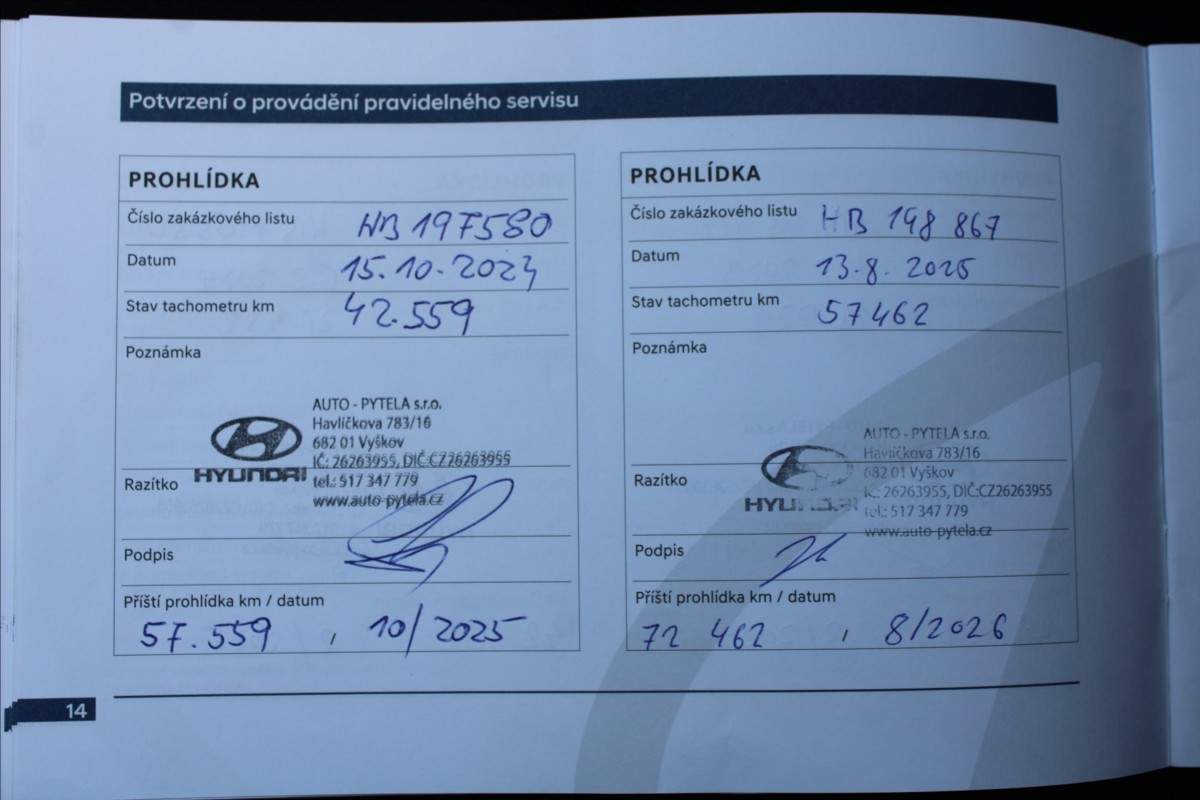 Potvrzení o provádění pravidelného servisu
PROHLÍDKA
Číslo zakázkového listu HB 197580
Datum 15.10.2024
Stav tachometru km 42.559
Poznámka
AUTO - PYTELA s.r.o.
Havlíčkova 783/16
682 01 Vyškov
IČ: 26263955, DIČ:CZ26263955
HYUNDAI
tel.: 517 347 779
Razítko
www.auto-pytela.cz
Podpis
Příští prohlídka km / datum
57.559 , 10/2025
PROHLÍDKA
Číslo zakázkového listu HB 198 867
Datum 13.8.2025
Stav tachometru km 57462
Poznámka
AUTO - PYTELA s.r.o.
Havlíčkova 783/16
682 01 Vyškov
Razítko
IČ: 26263955, DIČ:CZ26263955
HYUNDAI
tel.: 517 347 779
www.auto-pytela.cz
Podpis
Příští prohlídka km / datum
72 462 , 8/2026
14